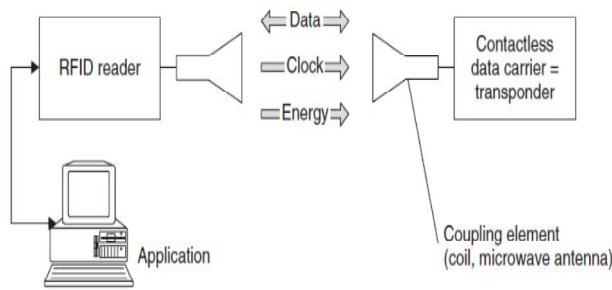 RFID reader
Data
Clock
Energy
Contactless
data carrier =
transponder
Application
Coupling element
(coil, microwave antenna)